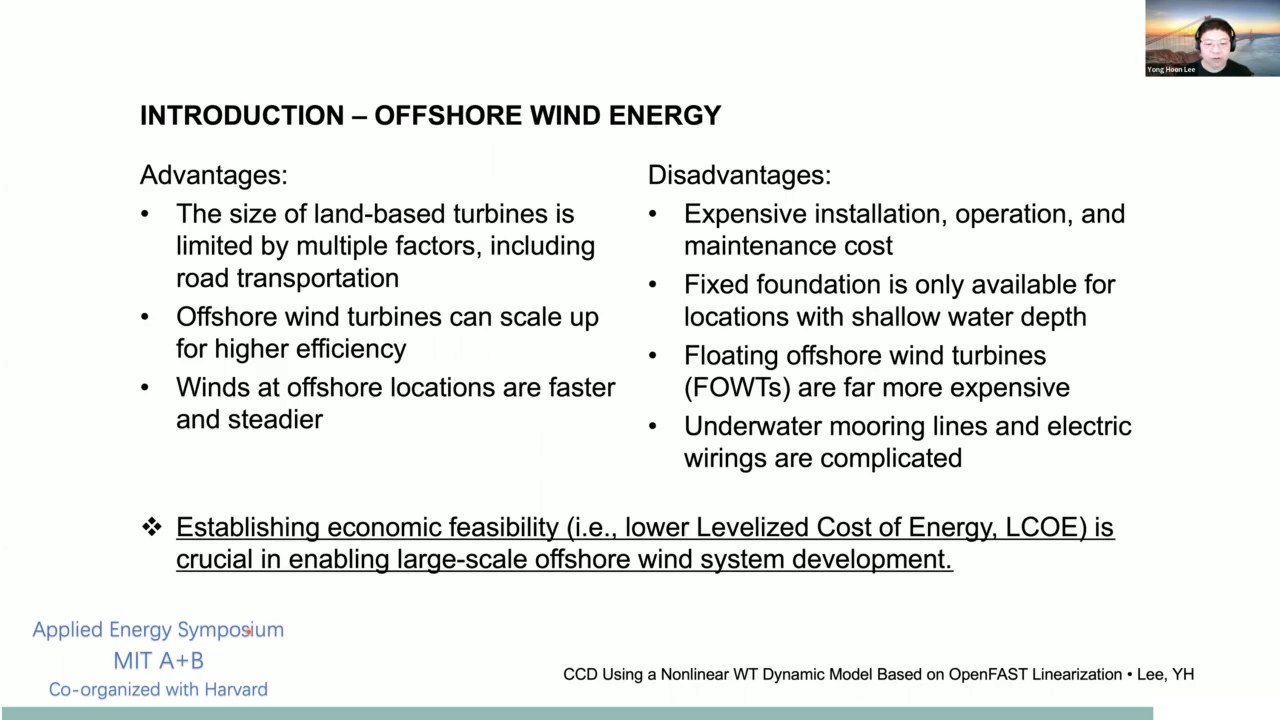 Yong Hoon Lee
INTRODUCTION – OFFSHORE WIND ENERGY
Advantages:
• The size of land-based turbines is
limited by multiple factors, including
road transportation
• Offshore wind turbines can scale up
for higher efficiency
• Winds at offshore locations are faster
and steadier
Disadvantages:
• Expensive installation, operation, and
maintenance cost
• Fixed foundation is only available for
locations with shallow water depth
• Floating offshore wind turbines
(FOWTs) are far more expensive
• Underwater mooring lines and electric
wirings are complicated
❖ Establishing economic feasibility (i.e., lower Levelized Cost of Energy, LCOE) is
crucial in enabling large-scale offshore wind system development.
Applied Energy Symposium
MIT A+B
Co-organized with Harvard
CCD Using a Nonlinear WT Dynamic Model Based on OpenFAST Linearization • Lee, YH